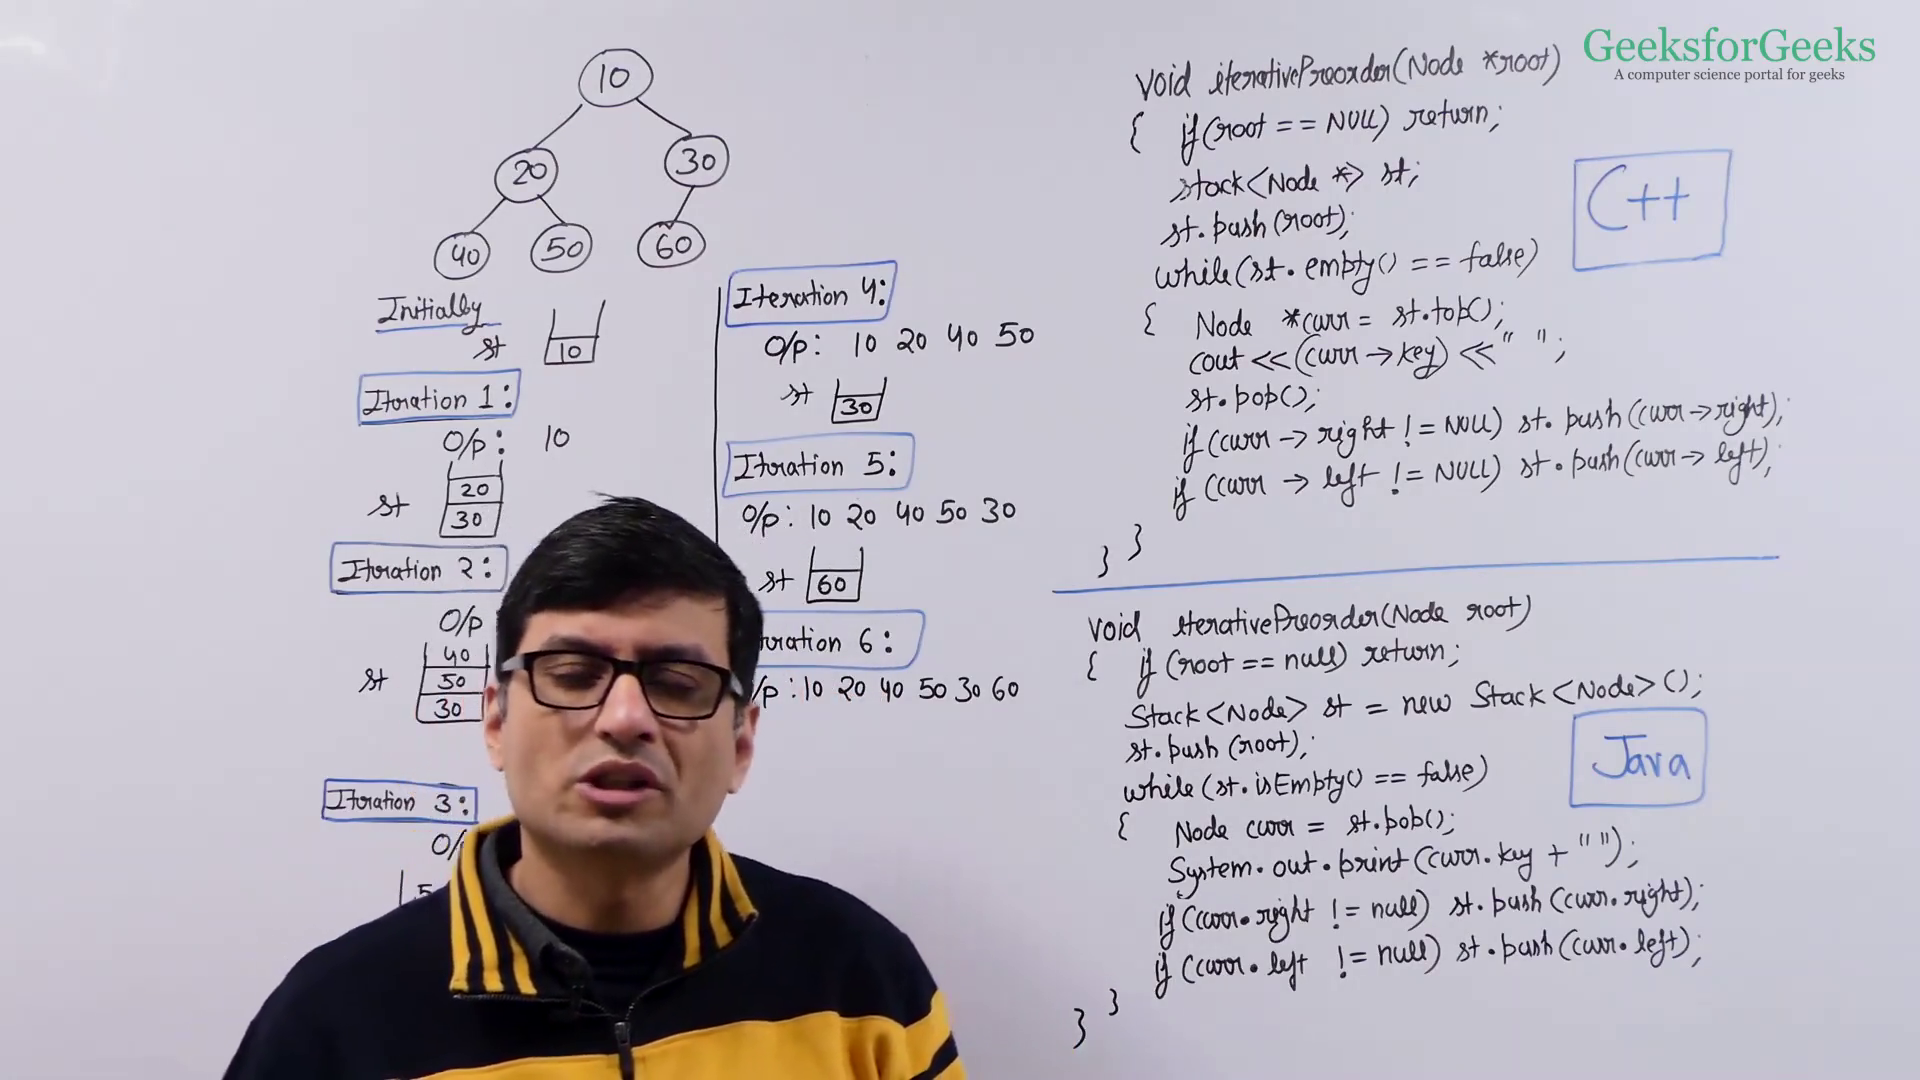 GeeksforGeeks
A computer science portal for geeks
10
20
30
40
50
60
Initially
st
10
Iteration 1:
O/p: 10
20
st
30
Iteration 2:
O/p
40
st
50
30
Iteration 3:
O/
5
Iteration 4:
O/p: 10 20 40 50
st
30
Iteration 5:
O/p: 10 20 40 50 30
st
60
ration 6:
/p: 10 20 40 50 30 60
void iterativePreorder(Node *root)
{ if(root == NULL) return;
stack<Node *> st;
st.push(root);
while(st.empty() == false)
{ Node *curr = st.top();
cout << (curr->key) << " ";
st.pop();
if(curr -> right != NULL) st.push(curr->right);
if(curr -> left != NULL) st.push(curr-> left);
} }
C++
void iterativePreorder(Node root)
{ if(root == null) return;
Stack<Node> st = new Stack<Node>();
st.push(root);
while(st.isEmpty() == false)
{ Node curr = st.pop();
System.out.print(curr.key + " ");
if(curr.right != null) st.push(curr.right);
if(curr.left != null) st.push(curr.left);
} }
Java